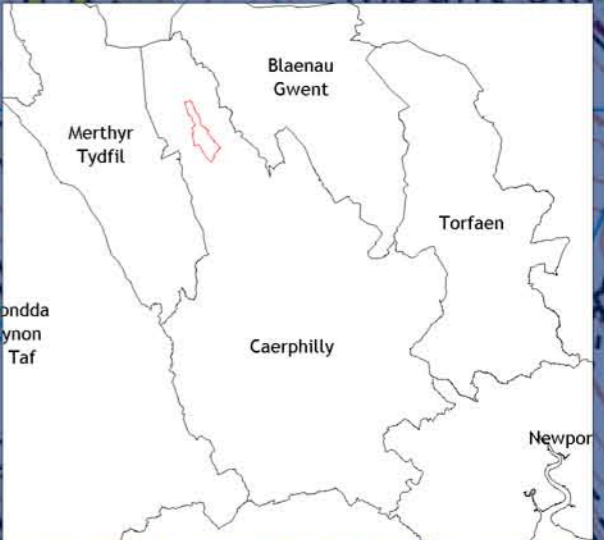 Blaenau
Gwent
Merthyr
Tydfil
Torfaen
ondda
ynon
Taf
Caerphilly
Newpor